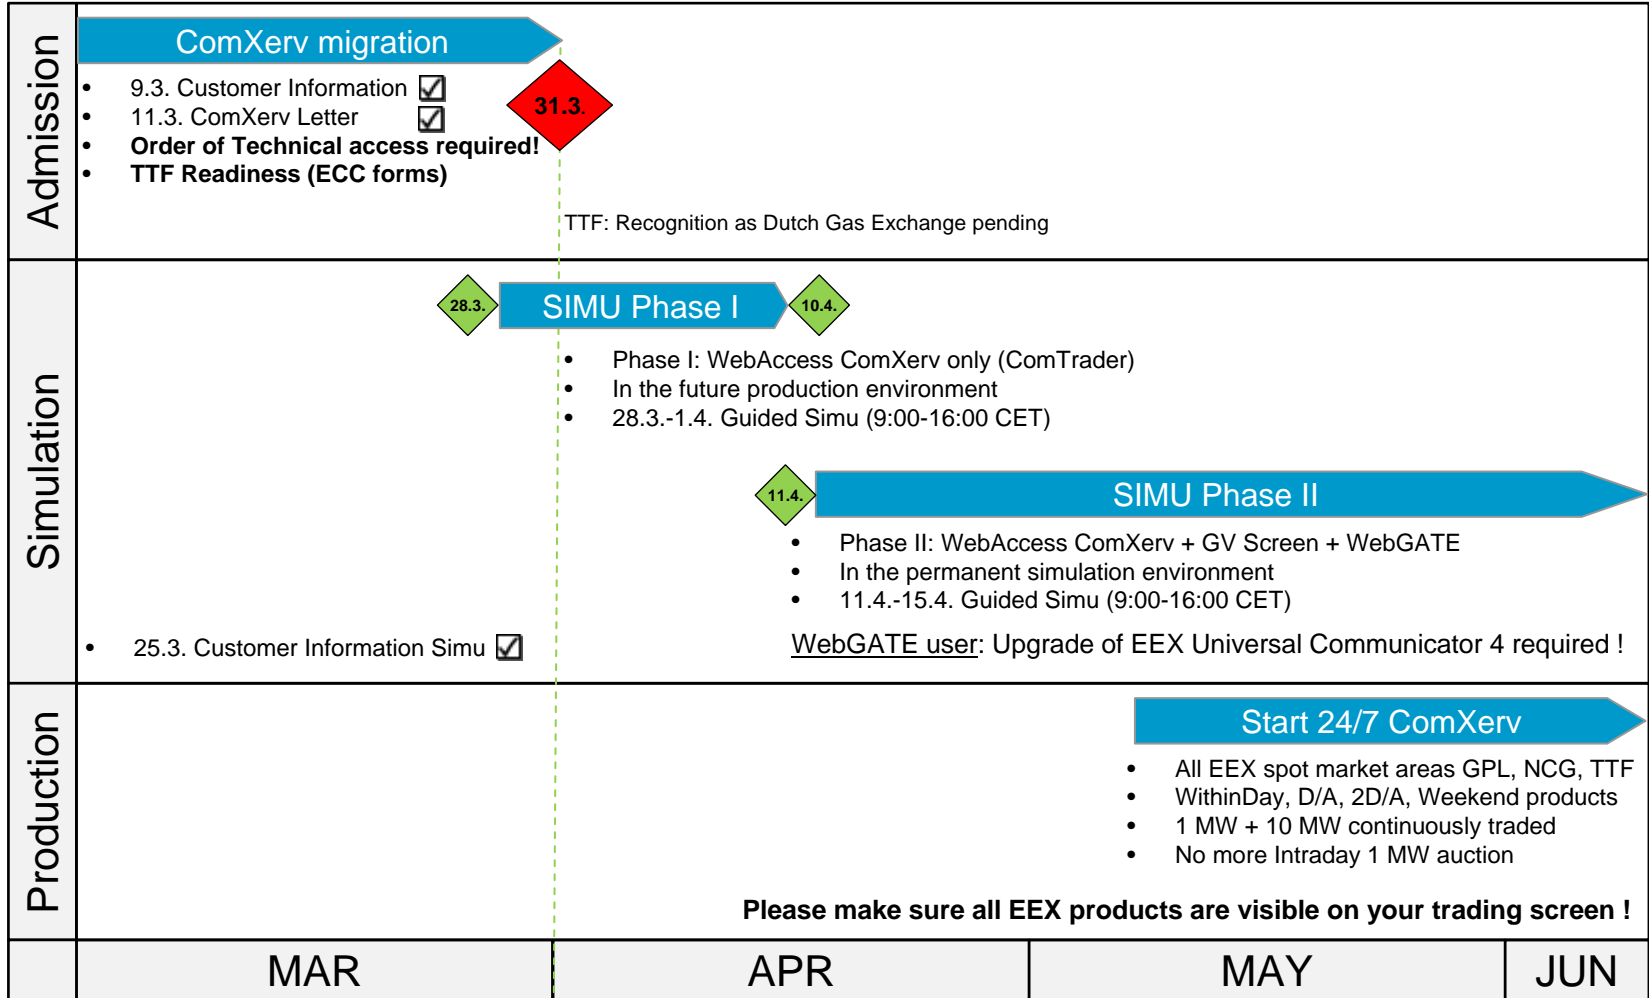 Admission
ComXerv migration
• 9.3. Customer Information
• 11.3. ComXerv Letter
• Order of Technical access required!
• TTF Readiness (ECC forms)
31.3.
TTF: Recognition as Dutch Gas Exchange pending
Simulation
28.3.
SIMU Phase I
10.4.
• Phase I: WebAccess ComXerv only (ComTrader)
• In the future production environment
• 28.3.-1.4. Guided Simu (9:00-16:00 CET)
11.4.
SIMU Phase II
• Phase II: WebAccess ComXerv + GV Screen + WebGATE
• In the permanent simulation environment
• 11.4.-15.4. Guided Simu (9:00-16:00 CET)
• 25.3. Customer Information Simu
WebGATE user: Upgrade of EEX Universal Communicator 4 required !
Production
Start 24/7 ComXerv
• All EEX spot market areas GPL, NCG, TTF
• WithinDay, D/A, 2D/A, Weekend products
• 1 MW + 10 MW continuously traded
• No more Intraday 1 MW auction
Please make sure all EEX products are visible on your trading screen !
MAR
APR
MAY
JUN